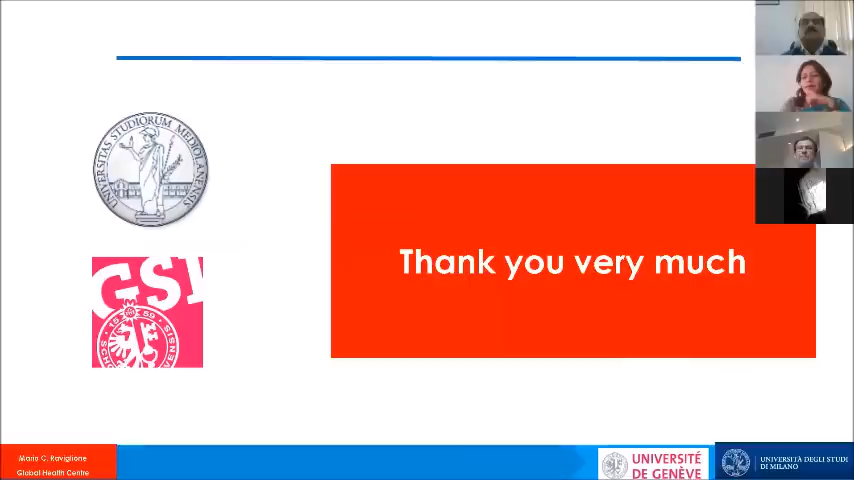 UNIVERSITAS STUDIORUM MEDIOLANENSIS
GSI
1559
Thank you very much
Mario C. Raviglione
Global Health Centre
UNIVERSITÉ
DE GENÈVE
UNIVERSITÀ DEGLI STUDI
DI MILANO